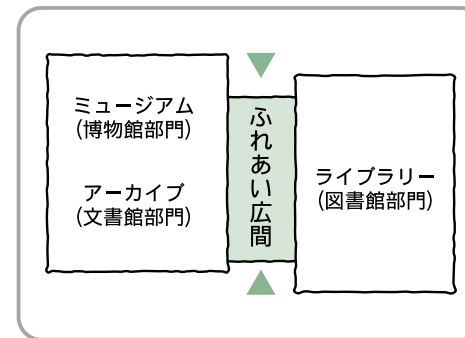 ミュージアム
(博物館部門)
アーカイブ
(文書館部門)
ふれあい広間
ライブラリー
(図書館部門)